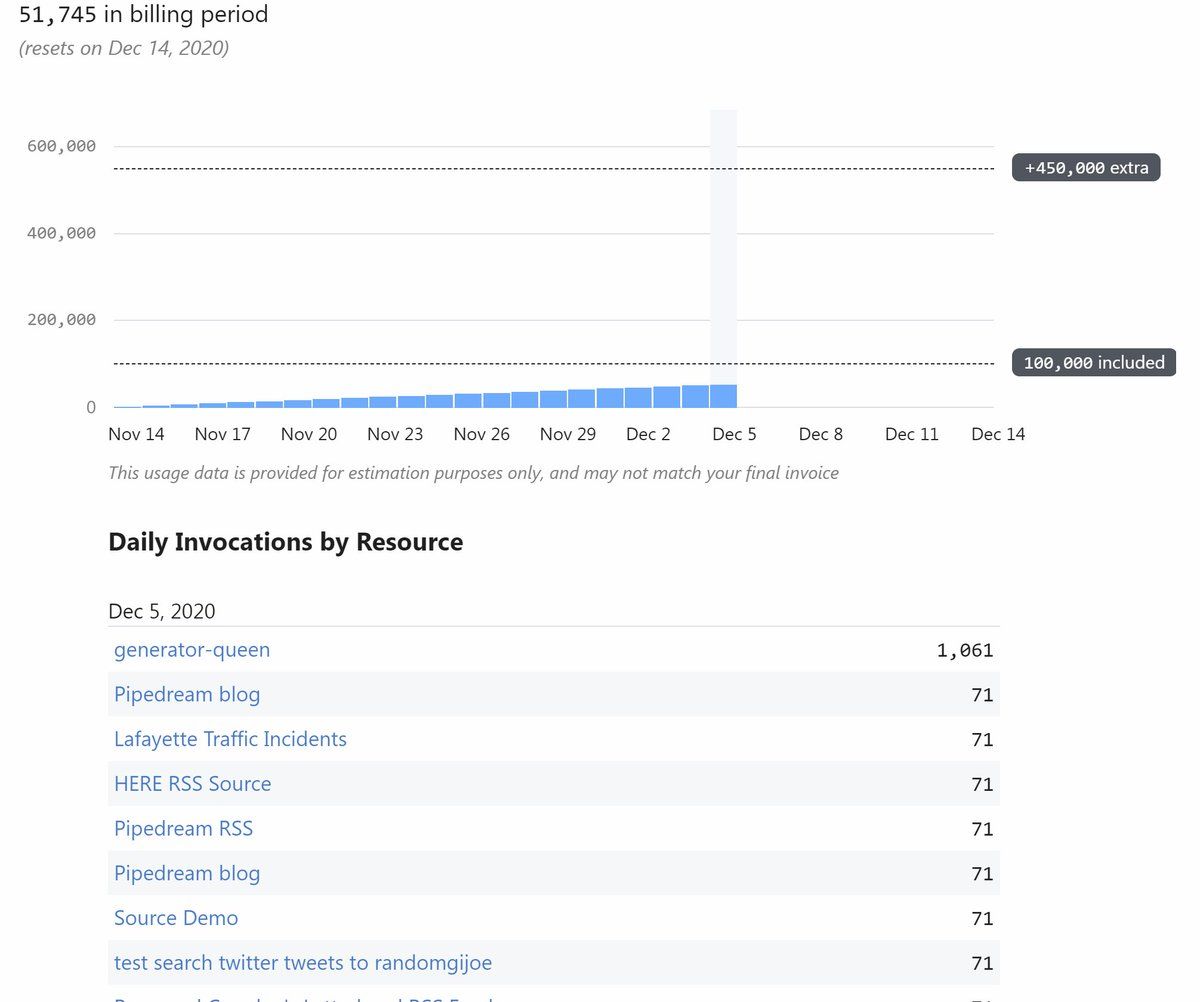 51,745 in billing period
(resets on Dec 14, 2020)
600,000
+450,000 extra
400,000
200,000
100,000 included
0
Nov 14 Nov 17 Nov 20 Nov 23 Nov 26 Nov 29 Dec 2 Dec 5 Dec 8 Dec 11 Dec 14
This usage data is provided for estimation purposes only, and may not match your final invoice
Daily Invocations by Resource
Dec 5, 2020
generator-queen 1,061
Pipedream blog 71
Lafayette Traffic Incidents 71
HERE RSS Source 71
Pipedream RSS 71
Pipedream blog 71
Source Demo 71
test search twitter tweets to randomgijoe 71